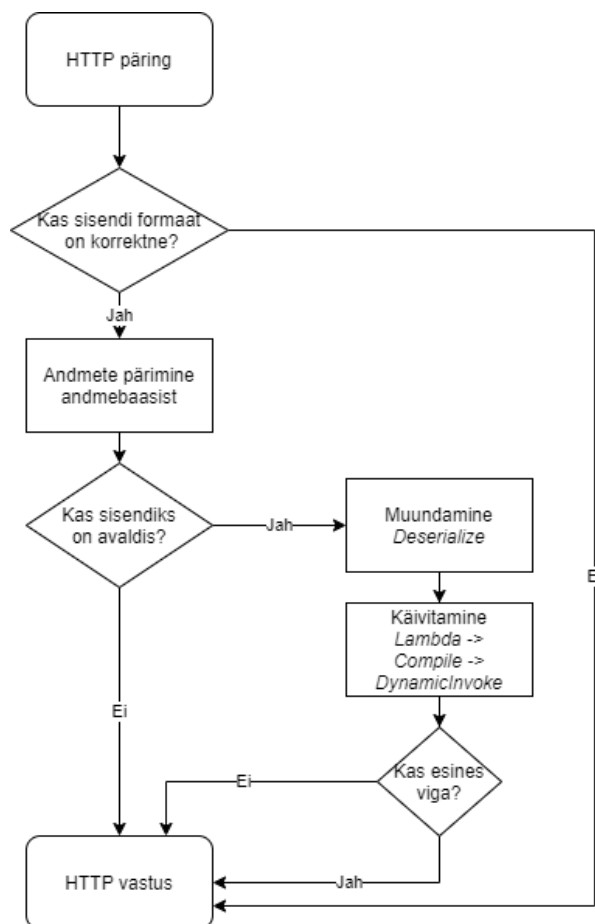 HTTP päring
Kas sisendi formaat
on korrektne?
Jah
Andmete pärimine
andmebaasist
Kas sisendiks
on avaldis?
Jah
Muundamine
Deserialize
Käivitamine
Lambda ->
Compile ->
DynamicInvoke
Ei
Kas esines
viga?
Ei
Jah
HTTP vastus